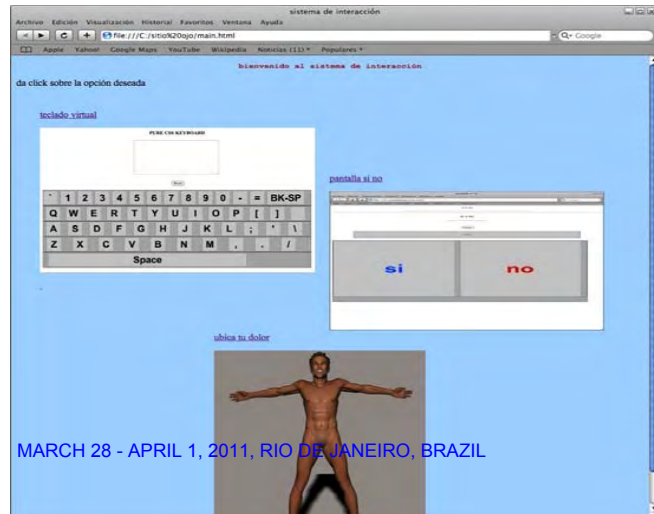 sistema de interacción
Archivo Edición Visualización Historial Favoritos Ventana Ayuda
file:///C:/sitio%20ojo/main.html
Google
Apple Yahoo! Google Maps YouTube Wikipedia Noticias (11) Populares
bienvenido al sistema de interacción
da click sobre la opción deseada
teclado virtual
PURE CSS KEYBOARD
` 1 2 3 4 5 6 7 8 9 0 - = BK-SP
Q W E R T Y U I O P [ ]
A S D F G H J K L ; ' \
Z X C V B N M , . /
Space
pantalla si no
si no
ubica tu dolor
MARCH 28 - APRIL 1, 2011, RIO DE JANEIRO, BRAZIL